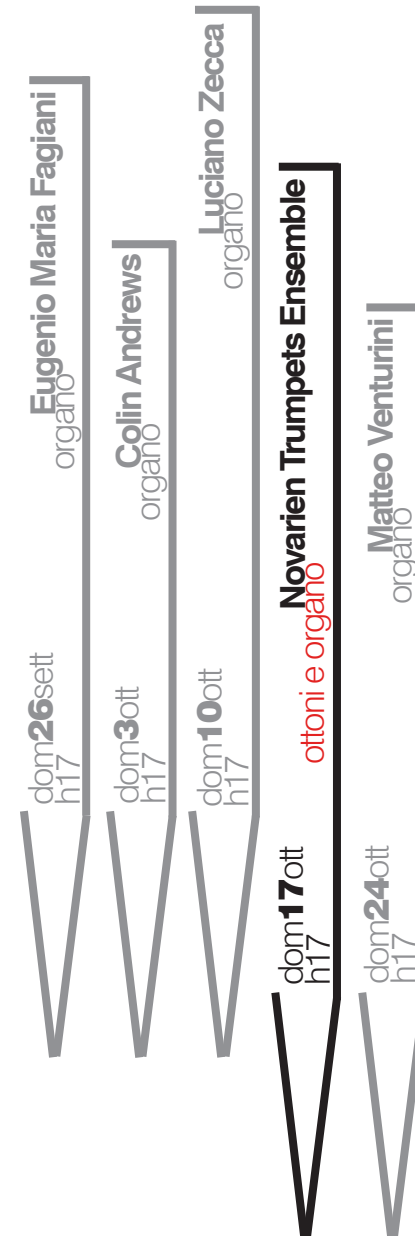 Eugenio Maria Fagiani
organo
dom26sett
h17
Colin Andrews
organo
dom3ott
h17
Luciano Zecca
organo
dom10ott
h17
Novarien Trumpets Ensemble
ottoni e organo
dom17ott
h17
Matteo Venturini
organo
dom24ott
h17